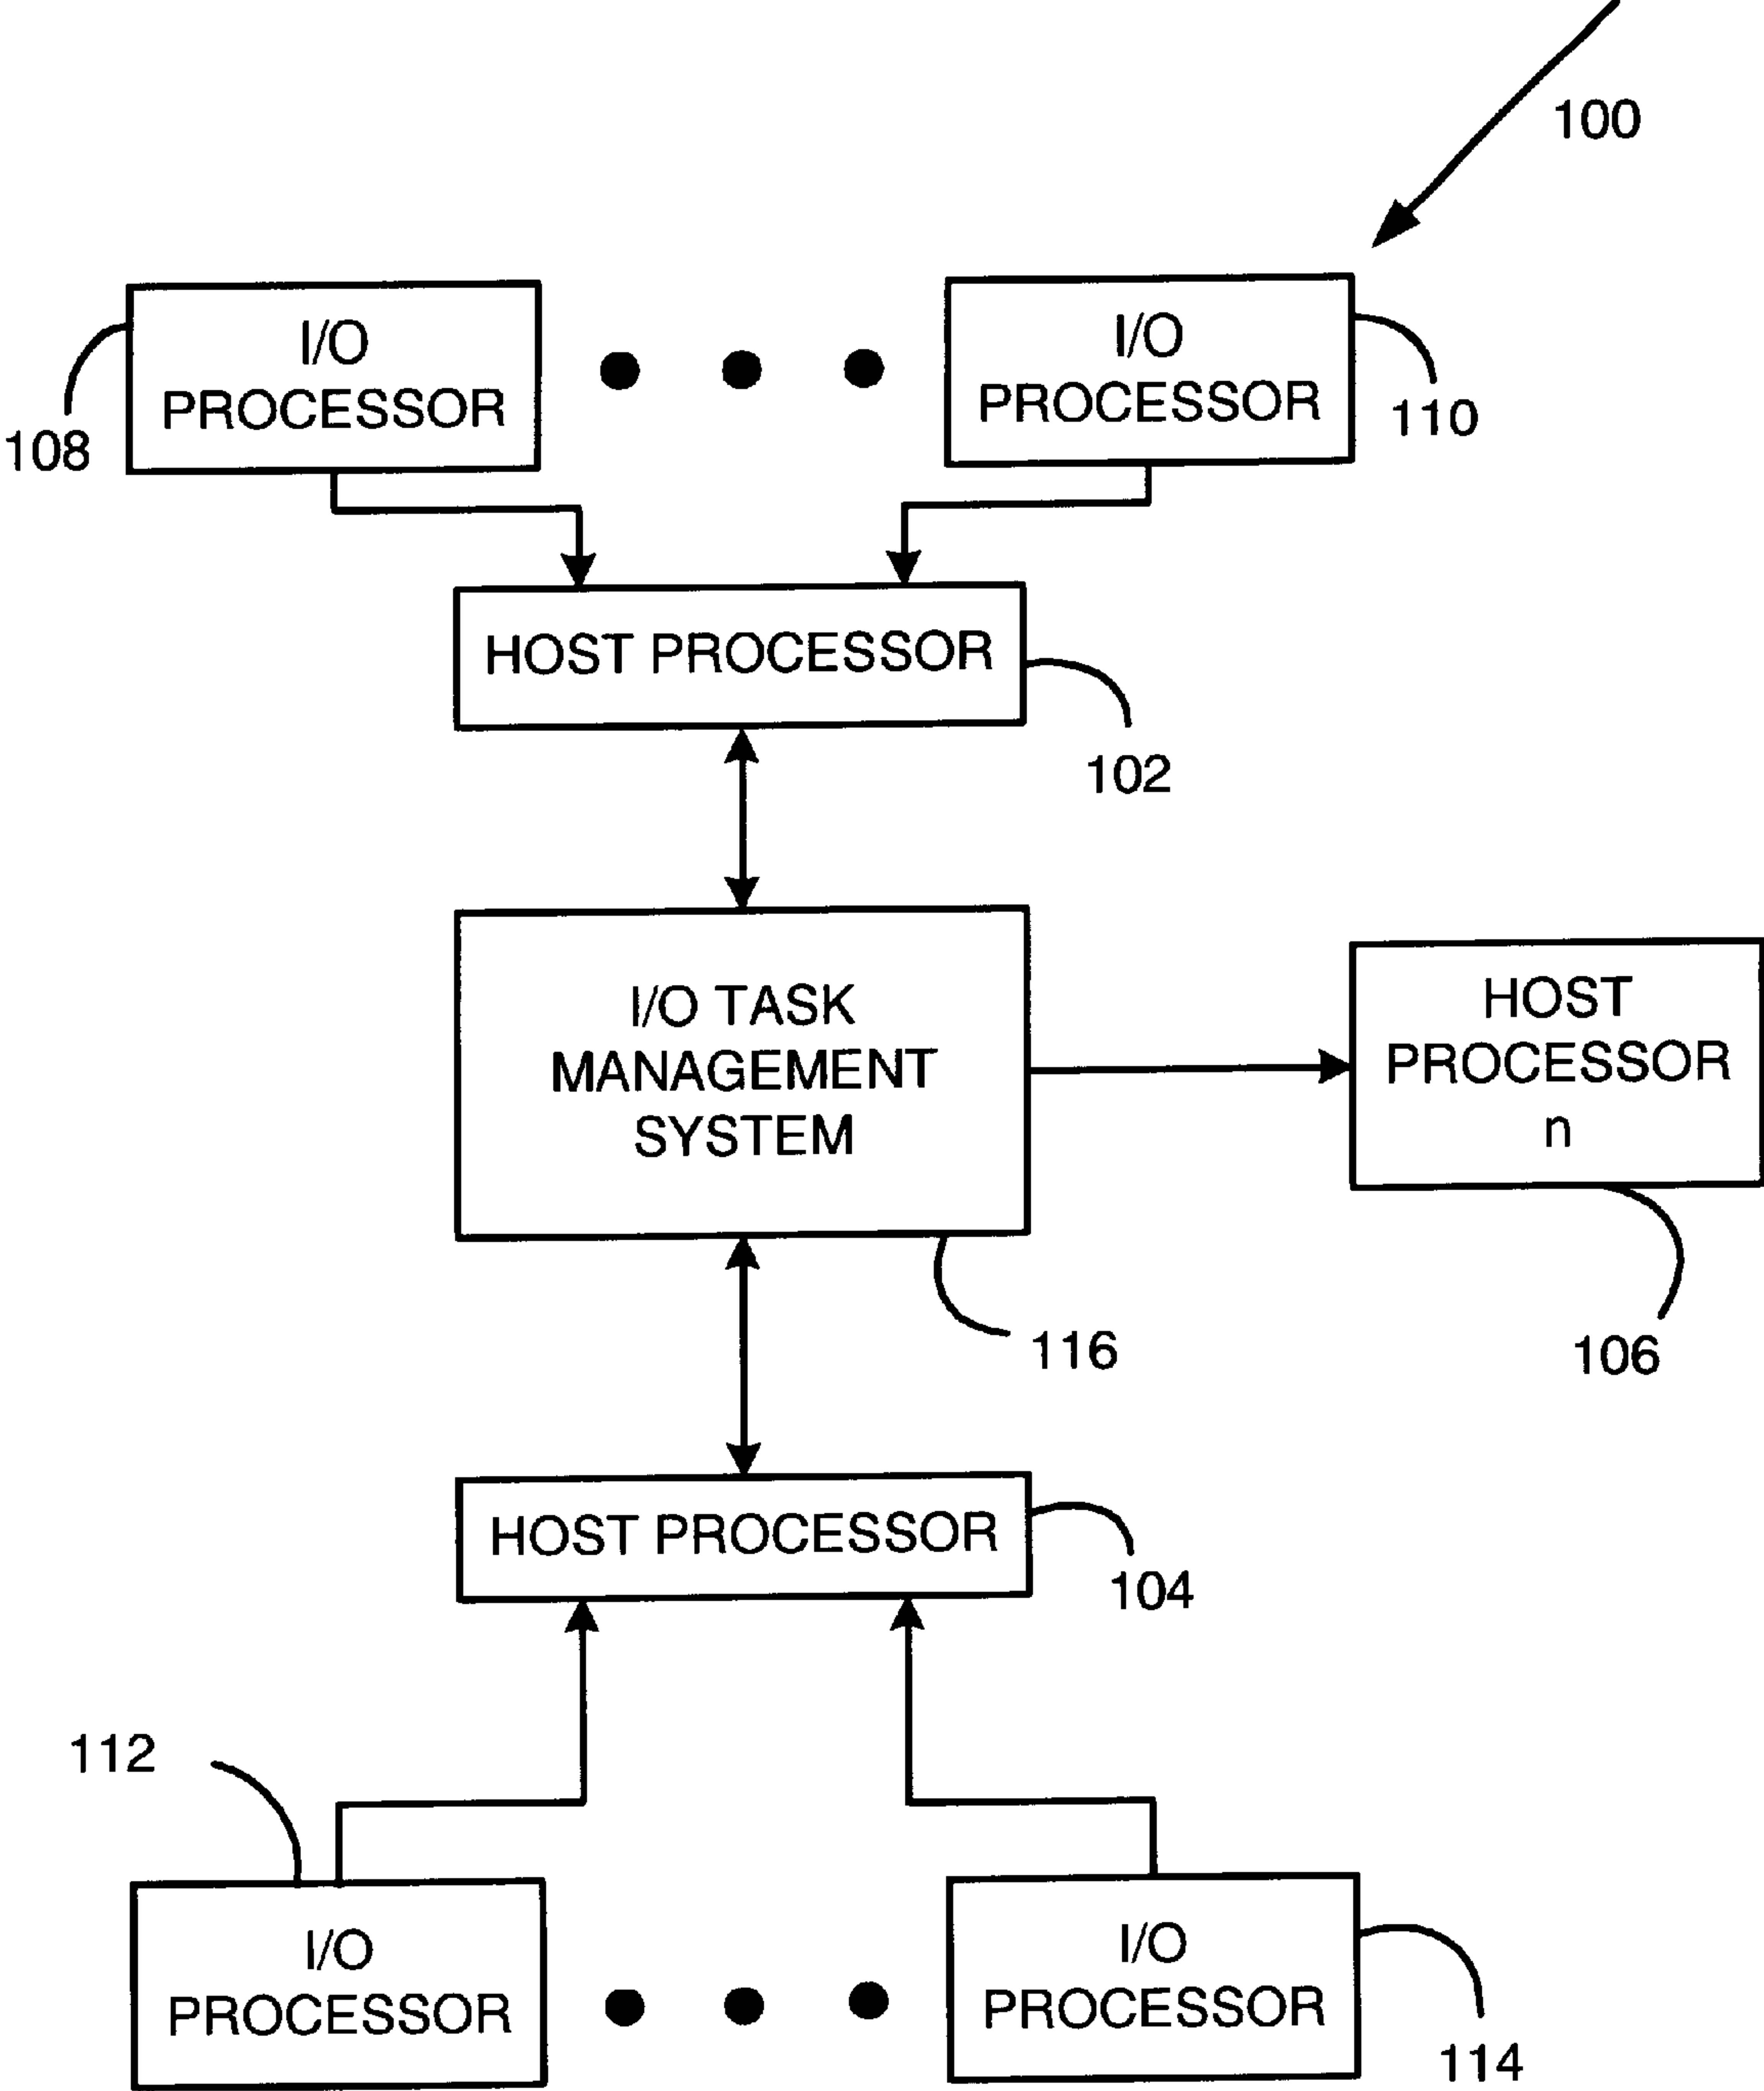 100
I/O
PROCESSOR
108
I/O
PROCESSOR
110
HOST PROCESSOR
102
I/O TASK
MANAGEMENT
SYSTEM
116
HOST
PROCESSOR
n
106
HOST PROCESSOR
104
112
I/O
PROCESSOR
I/O
PROCESSOR
114